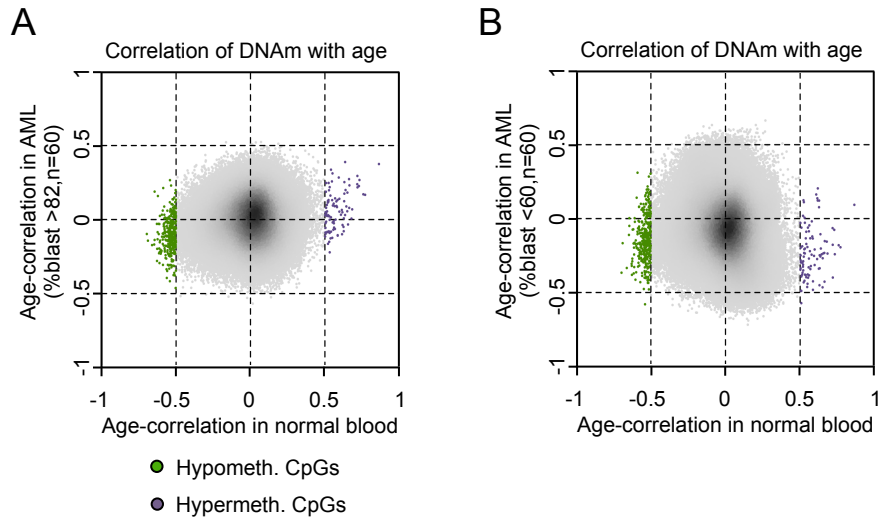 A
Correlation of DNAm with age
Age-correlation in AML
(%blast >82,n=60)
1
0.5
0
-0.5
-1
-1 -0.5 0 0.5 1
Age-correlation in normal blood
Hypometh. CpGs
Hypermeth. CpGs
B
Correlation of DNAm with age
Age-correlation in AML
(%blast <60,n=60)
1
0.5
0
-0.5
-1
-1 -0.5 0 0.5 1
Age-correlation in normal blood